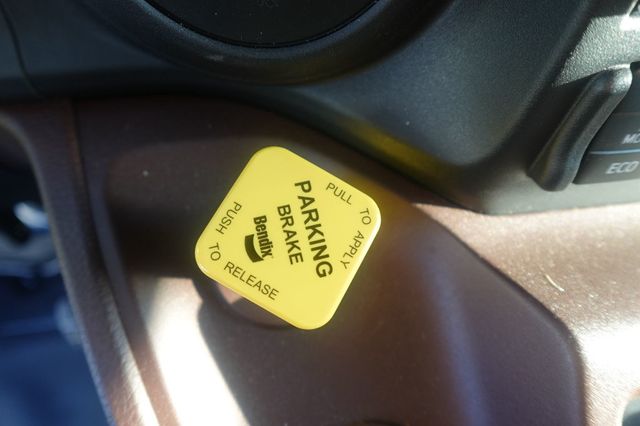 PULL TO APPLY
PARKING
BRAKE
Bendix
PUSH TO RELEASE
ECO